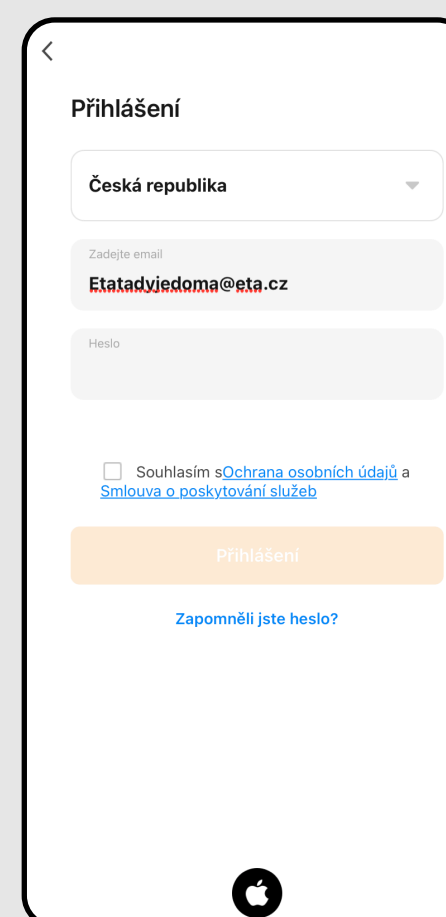 Přihlášení
Česká republika
Zadejte email
Etatadyjedoma@eta.cz
Heslo
Souhlasím sOchrana osobních údajů a
Smlouva o poskytování služeb
Přihlášení
Zapomněli jste heslo?